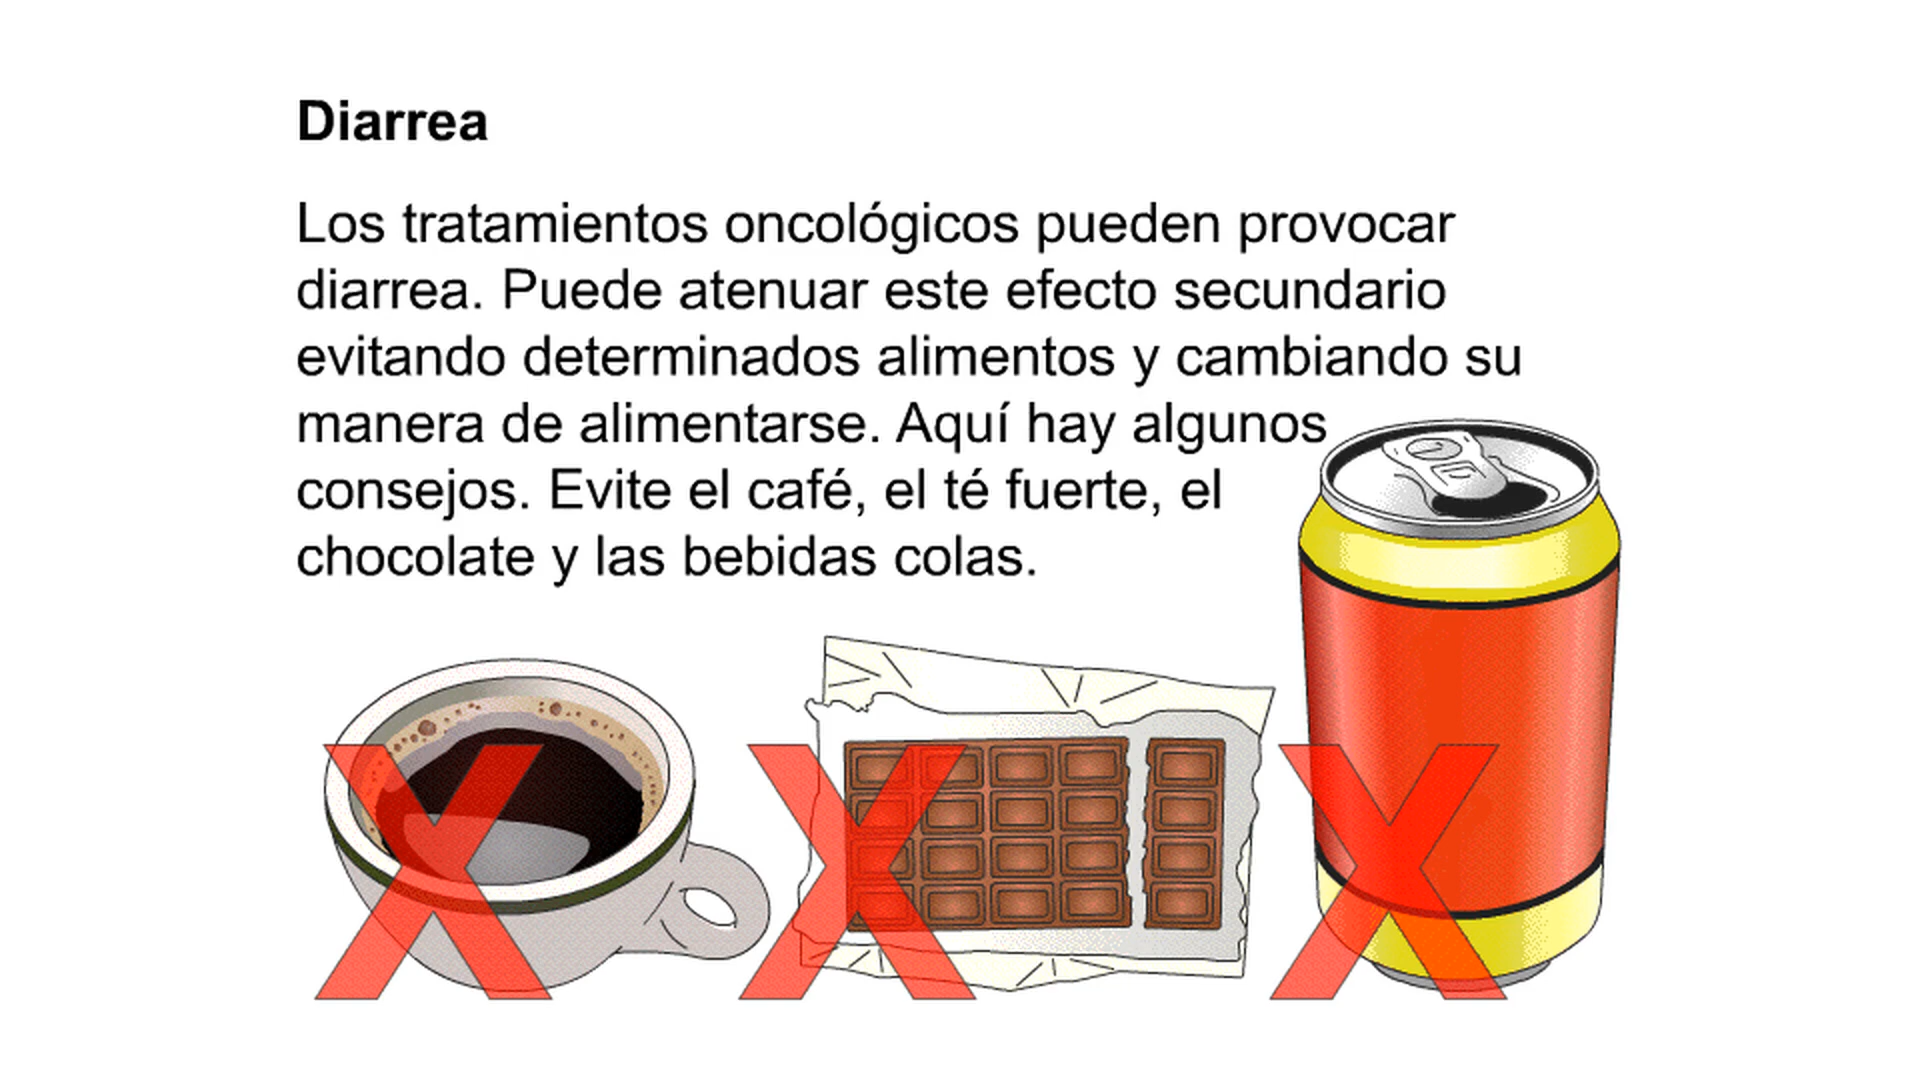 Diarrea
Los tratamientos oncológicos pueden provocar
diarrea. Puede atenuar este efecto secundario
evitando determinados alimentos y cambiando su
manera de alimentarse. Aquí hay algunos
consejos. Evite el café, el té fuerte, el
chocolate y las bebidas colas.